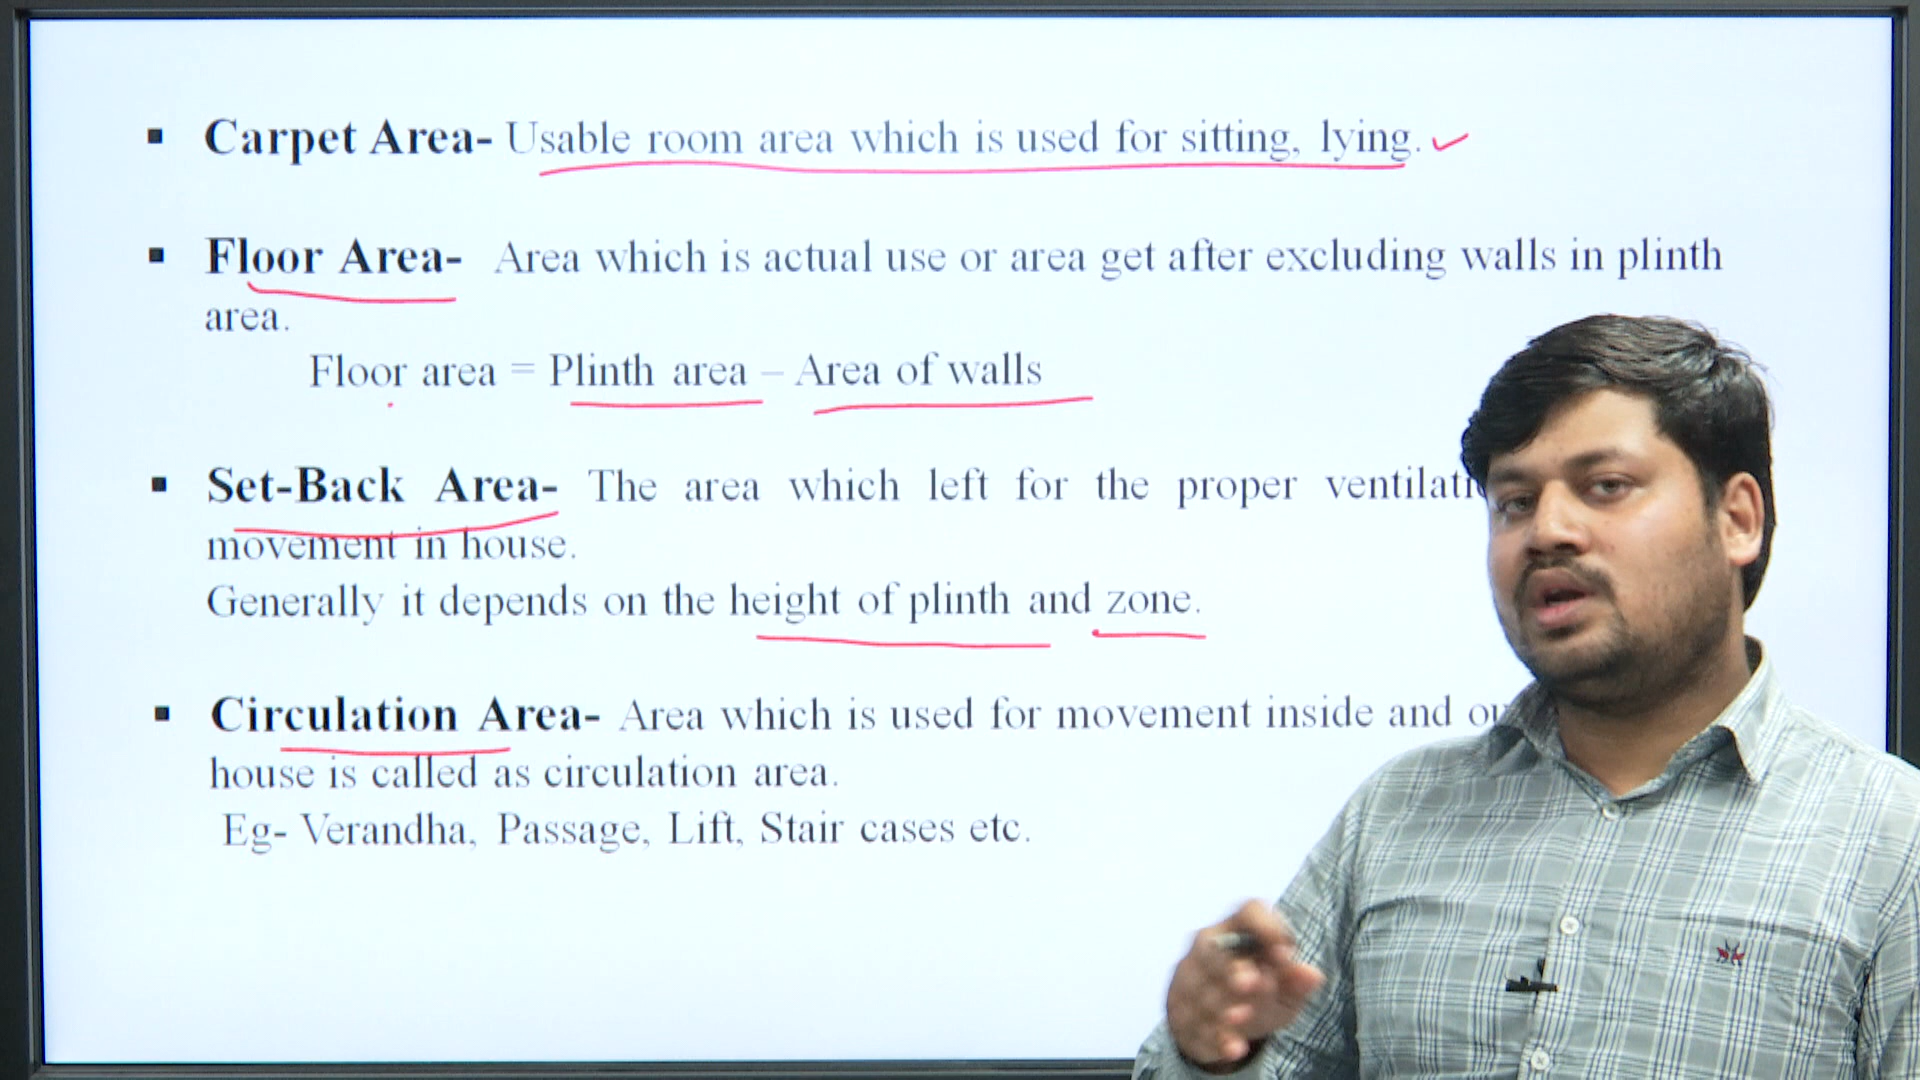 ▪ Carpet Area- Usable room area which is used for sitting, lying.
▪ Floor Area- Area which is actual use or area get after excluding walls in plinth
area.
Floor area = Plinth area – Area of walls
▪ Set-Back Area- The area which left for the proper
movement in house.
Generally it depends on the height of plinth and zone.
▪ Circulation Area- Area which is used for movement inside and
house is called as circulation area.
Eg- Verandha, Passage, Lift, Stair cases etc.